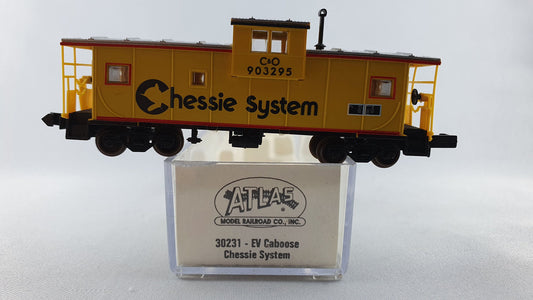 C&O
903295
Chessie System
ATLAS
MODEL RAILROAD CO., INC.
30231 - EV Caboose
Chessie System